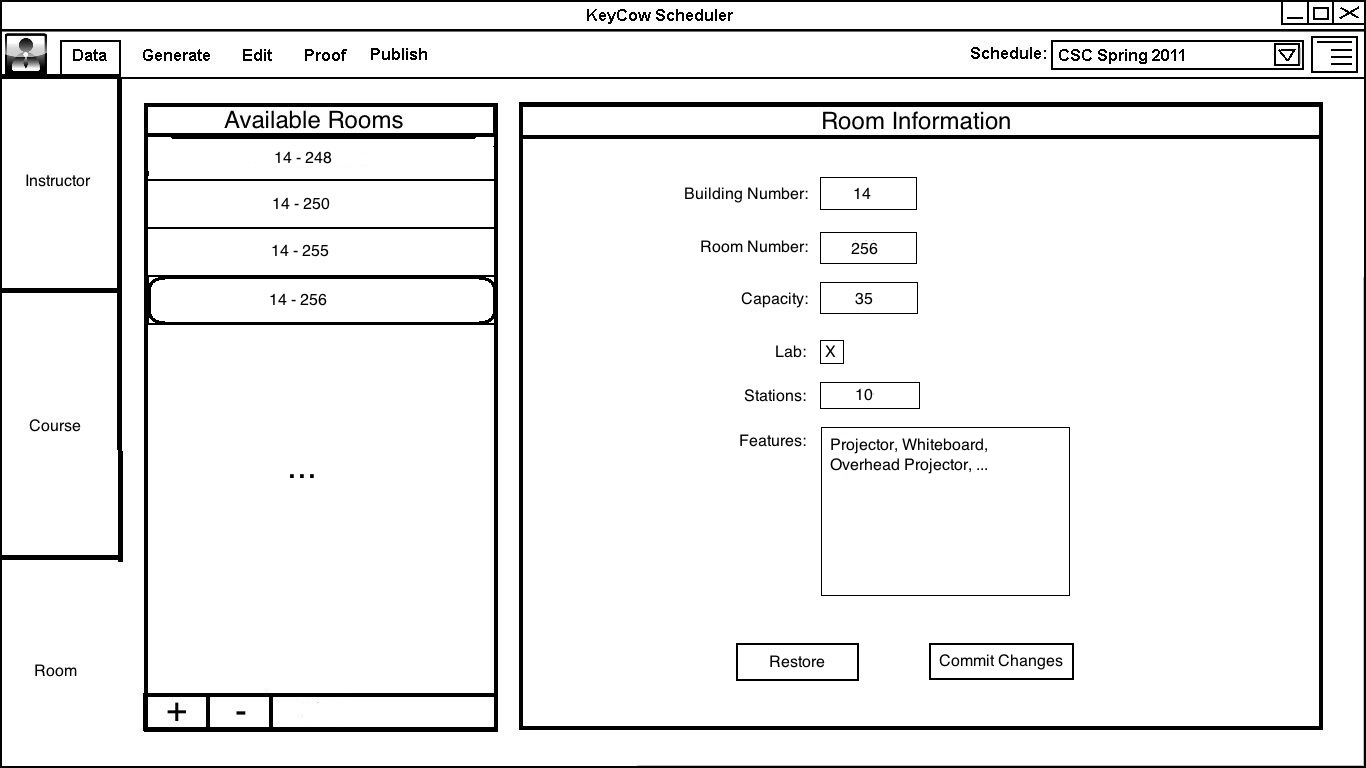 KeyCow Scheduler
Data Generate Edit Proof Publish Schedule: CSC Spring 2011
Instructor
Course
Room
Available Rooms
14 - 248
14 - 250
14 - 255
14 - 256
...
+ -
Room Information
Building Number: 14
Room Number: 256
Capacity: 35
Lab: X
Stations: 10
Features: Projector, Whiteboard,
Overhead Projector, ...
Restore Commit Changes